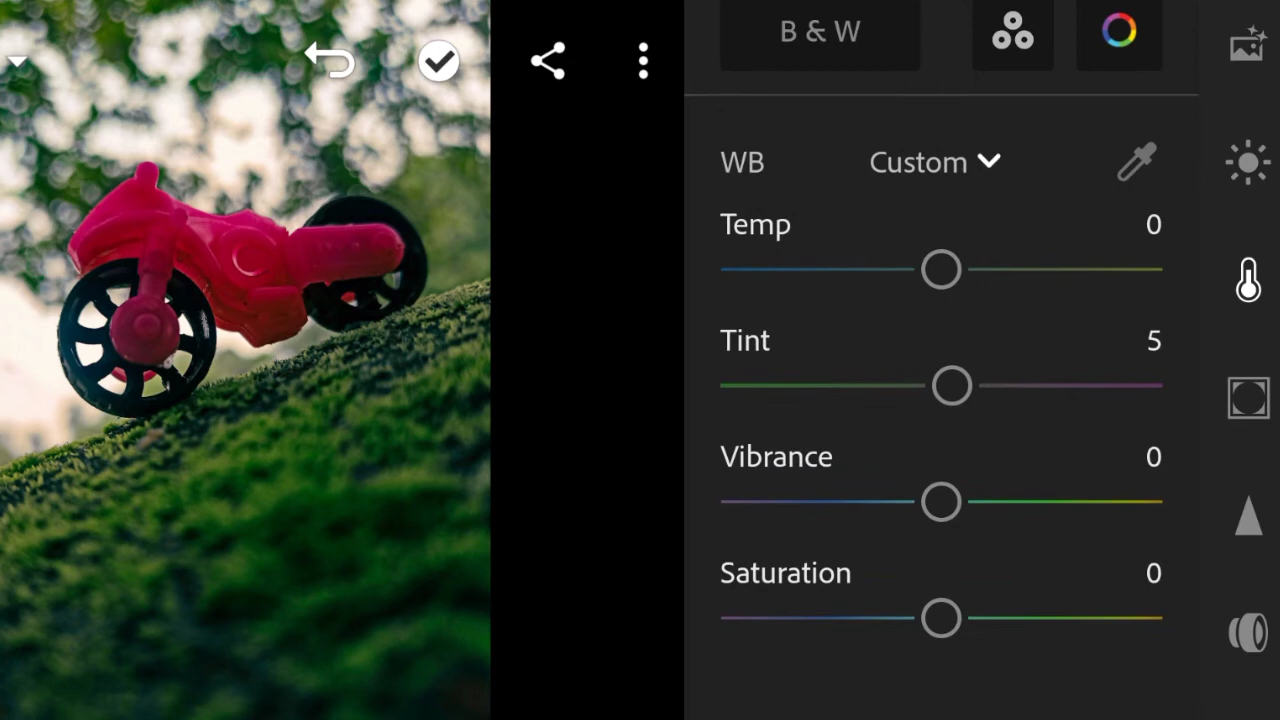 B & W
WB Custom
Temp 0
Tint 5
Vibrance 0
Saturation 0